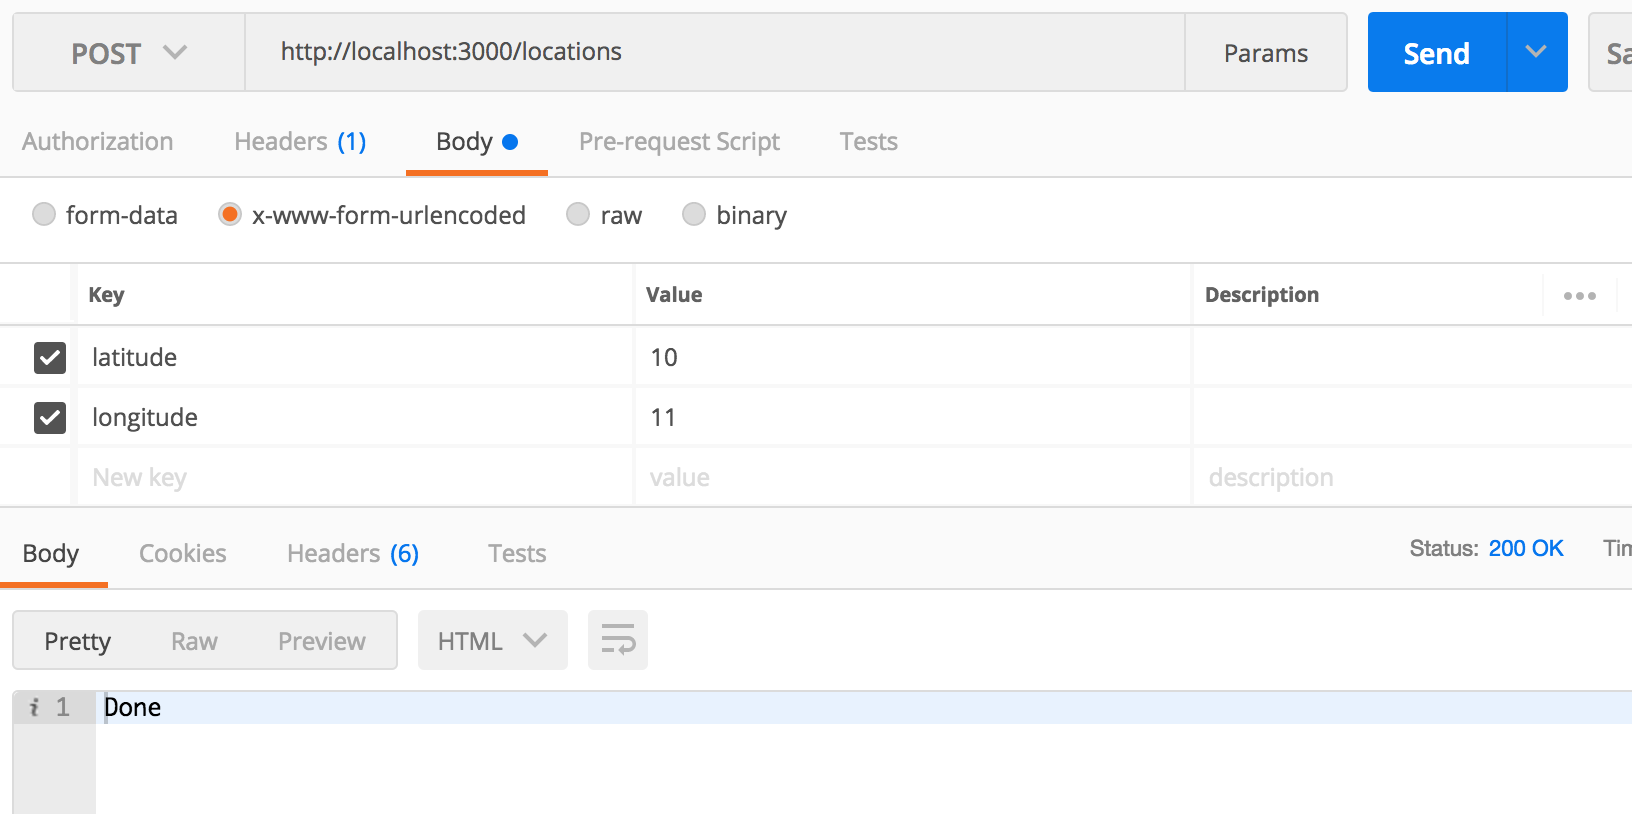 POST http://localhost:3000/locations Params Send Sa
Authorization Headers (1) Body Pre-request Script Tests
form-data x-www-form-urlencoded raw binary
Key Value Description
latitude 10
longitude 11
New key value description
Body Cookies Headers (6) Tests Status: 200 OK Tim
Pretty Raw Preview HTML
i 1 Done